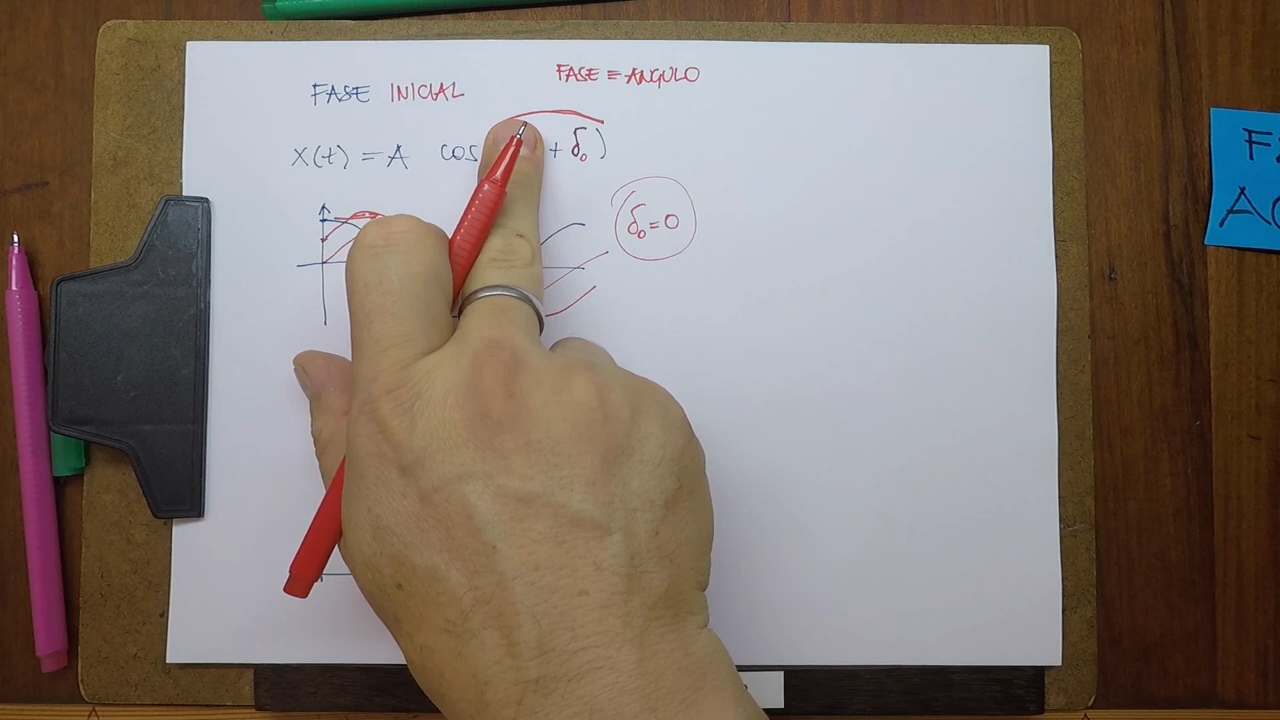 FASE ≡ ANGULO
FASE INICIAL
X(t) = A cos + δ₀)
δ₀ = 0